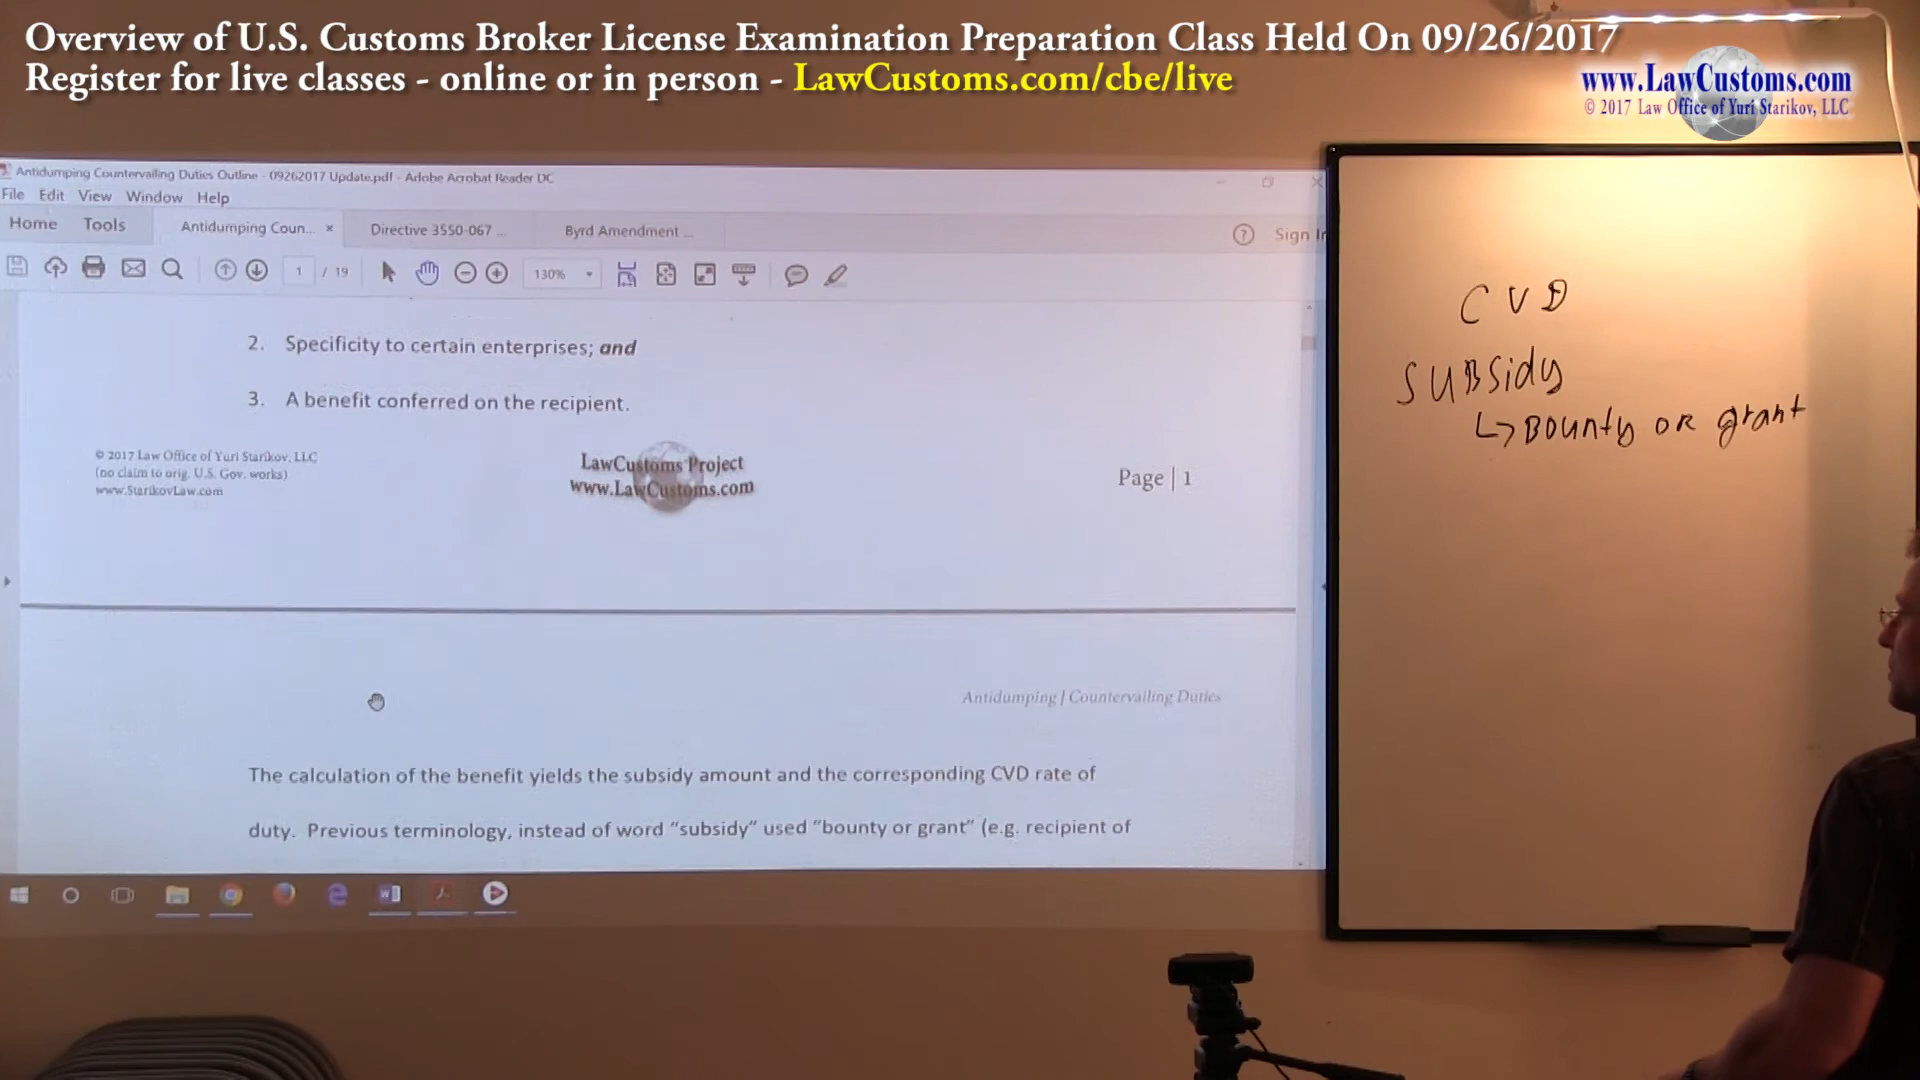 Overview of U.S. Customs Broker License Examination Preparation Class Held On 09/26/2017
Register for live classes - online or in person - LawCustoms.com/cbe/live
www.LawCustoms.com
© 2017 Law Office of Yuri Starikov, LLC
Antidumping Countervailing Duties Outline - 09262017 Update.pdf - Adobe Acrobat Reader DC
File Edit View Window Help
Home Tools Antidumping Coun... × Directive 3550-067 ... Byrd Amendment ... Sign In
1 / 19 130%
2. Specificity to certain enterprises; and
3. A benefit conferred on the recipient.
© 2017 Law Office of Yuri Starikov, LLC
(no claim to orig. U.S. Gov. works)
www.StarikovLaw.com
LawCustoms Project
www.LawCustoms.com
Page | 1
Antidumping | Countervailing Duties
The calculation of the benefit yields the subsidy amount and the corresponding CVD rate of
duty. Previous terminology, instead of word "subsidy" used "bounty or grant" (e.g. recipient of
CVD
SUBSidy
↳ Bounty OR grant